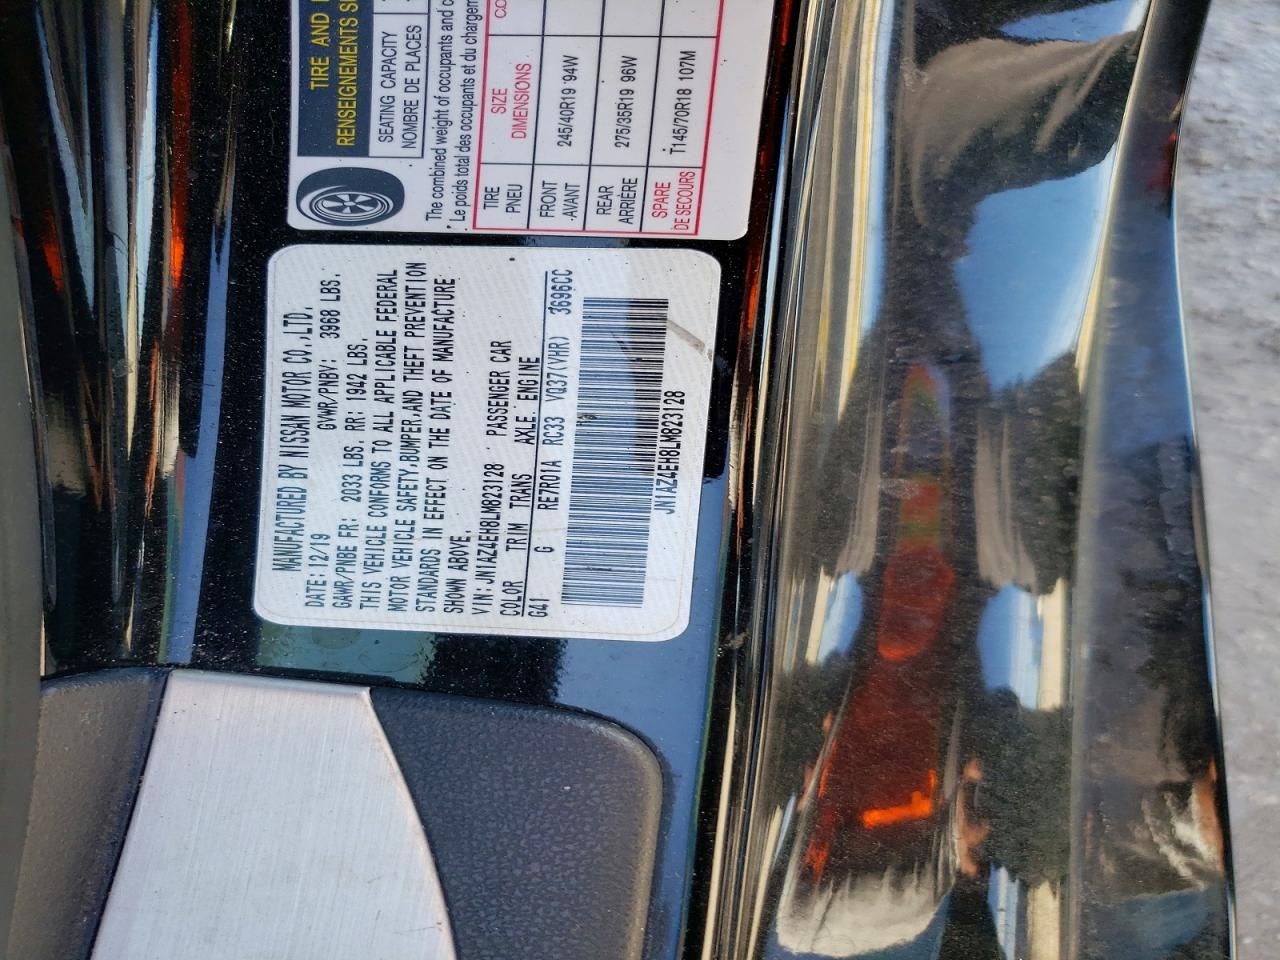 TIRE AND
RENSEIGNEMENTS
SEATING CAPACITY
NOMBRE DE PLACES
The combined weight of occupants and
Le poids total des occupants et du
TIRE SIZE
PNEU DIMENSIONS
FRONT 245/40R19 94W
AVANT
REAR 275/35R19 96W
ARRIÈRE
SPARE T145/70R18 107M
DE SECOURS
MANUFACTURED BY NISSAN MOTOR CO.,LTD.
DATE:12/19 GVWR/PNBV: 3968 LBS.
GAWR/PNBE FR: 2033 LBS. RR: 1942 LBS.
THIS VEHICLE CONFORMS TO ALL APPLICABLE FEDERAL
MOTOR VEHICLE SAFETY,BUMPER,AND THEFT PREVENTION
STANDARDS IN EFFECT ON THE DATE OF MANUFACTURE
SHOWN ABOVE.
VIN:JN1AZ4EH8LM823128 PASSENGER CAR
COLOR TRIM TRANS AXLE ENGINE
G41 G RE7R01A RC33 VQ37(VHR) 3696CC
JN1AZ4EH8LM823128